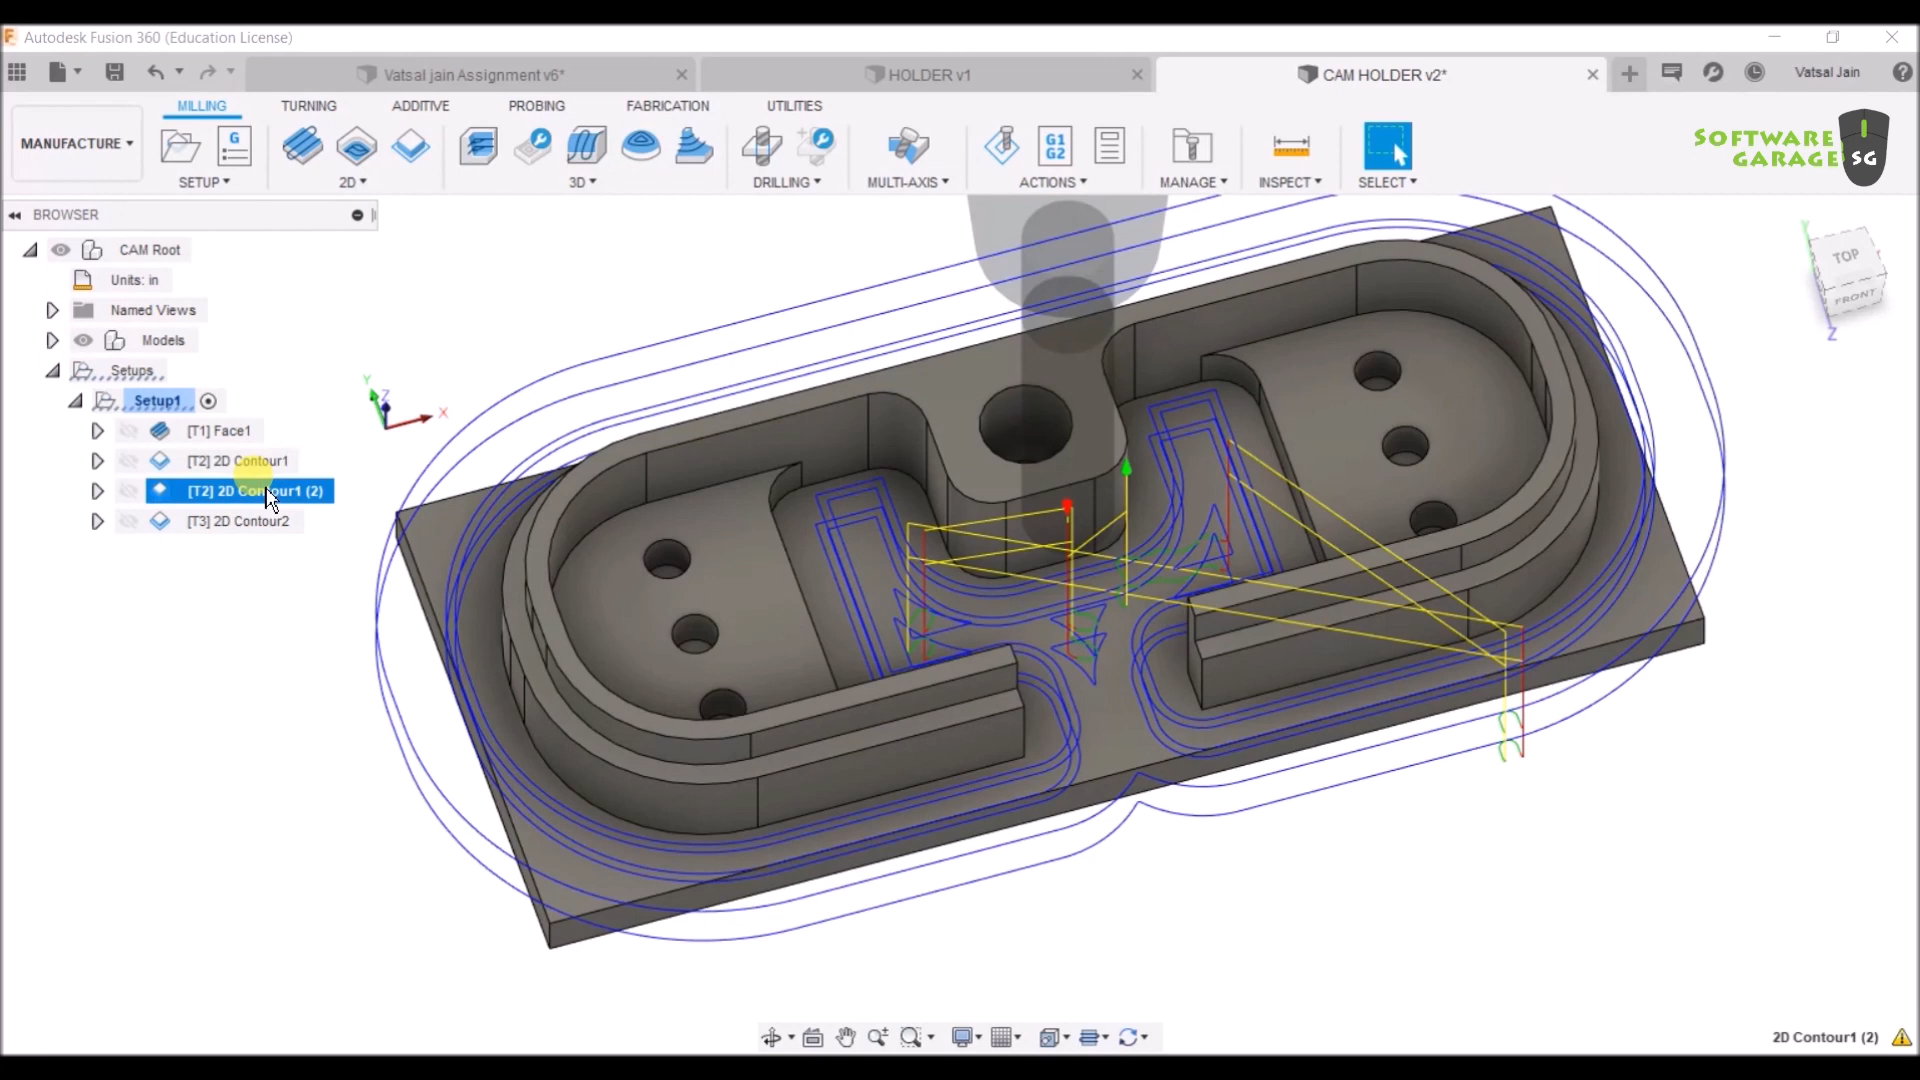 Autodesk Fusion 360 (Education License)
Vatsal jain Assignment v6*
HOLDER v1
CAM HOLDER v2*
Vatsal Jain
MILLING
TURNING
ADDITIVE
PROBING
FABRICATION
UTILITIES
MANUFACTURE
G
G1
G2
SETUP
2D
3D
DRILLING
MULTI-AXIS
ACTIONS
MANAGE
INSPECT
SELECT
SOFTWARE
GARAGE SG
BROWSER
CAM Root
Units: in
Named Views
Models
Setups
Setup1
[T1] Face1
[T2] 2D Contour1
[T2] 2D Contour1 (2)
[T3] 2D Contour2
Y
Z
X
Y
TOP
FRONT
Z
2D Contour1 (2)